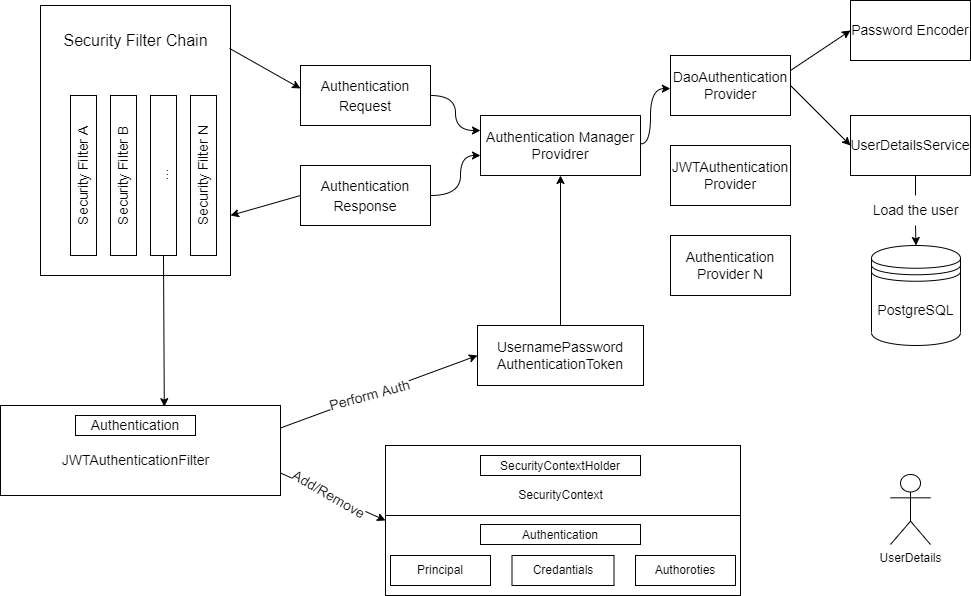 Security Filter Chain
Security Filter A
Security Filter B
...
Security Filter N
Authentication
Request
Authentication
Response
Authentication Manager
Providrer
DaoAuthentication
Provider
JWTAuthentication
Provider
Authentication
Provider N
Password Encoder
UserDetailsService
Load the user
PostgreSQL
UsernamePassword
AuthenticationToken
Perform Auth
Authentication
JWTAuthenticationFilter
Add/Remove
SecurityContextHolder
SecurityContext
Authentication
Principal
Credantials
Authoroties
UserDetails